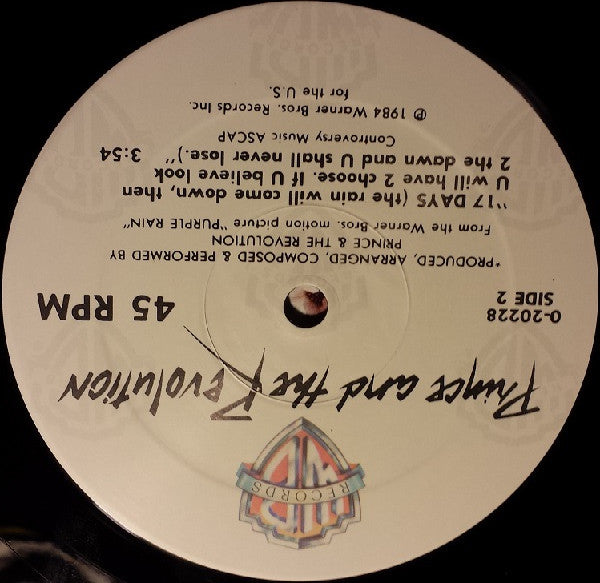 WB
RECORDS
Prince and the Revolution
0-20228
SIDE 2
45 RPM
*PRODUCED, ARRANGED, COMPOSED & PERFORMED BY
PRINCE & THE REVOLUTION
From the Warner Bros. motion picture "PURPLE RAIN"
"17 DAYS (the rain will come down, then
U will have 2 choose. If U believe look
2 the dawn and U shall never lose.)" 3:54
Controversy Music ASCAP
℗ 1984 Warner Bros. Records Inc.
for the U.S.